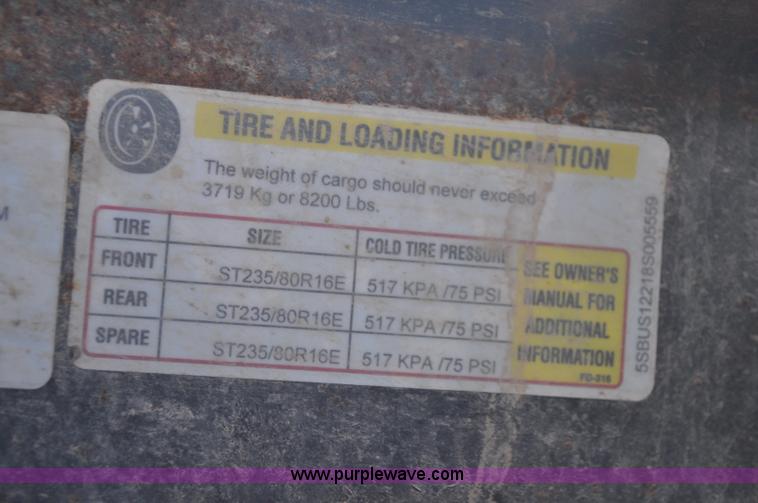 M
TIRE AND LOADING INFORMATION
The weight of cargo should never exceed
3719 Kg or 8200 Lbs.
TIRE SIZE COLD TIRE PRESSURE
FRONT ST235/80R16E 517 KPA /75 PSI
REAR ST235/80R16E 517 KPA /75 PSI
SPARE ST235/80R16E 517 KPA /75 PSI
SEE OWNER'S
MANUAL FOR
ADDITIONAL
INFORMATION
FD-316
5SBUS12218S005559
www.purplewave.com